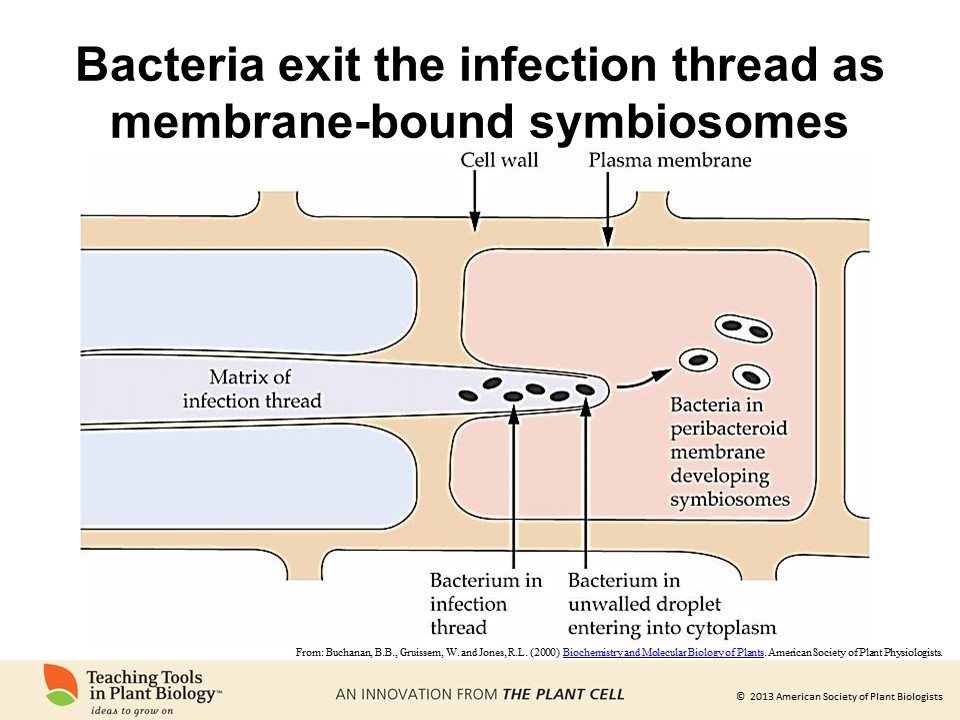 Bacteria exit the infection thread as
membrane-bound symbiosomes
Cell wall
Plasma membrane
Matrix of
infection thread
Bacteria in
peribacteroid
membrane
developing
symbiosomes
Bacterium in
infection
thread
Bacterium in
unwalled droplet
entering into cytoplasm
From: Buchanan, B.B., Gruissem, W. and Jones, R.L. (2000) Biochemistry and Molecular Biology of Plants. American Society of Plant Physiologists.
Teaching Tools
in Plant Biology™
ideas to grow on
AN INNOVATION FROM THE PLANT CELL
© 2013 American Society of Plant Biologists